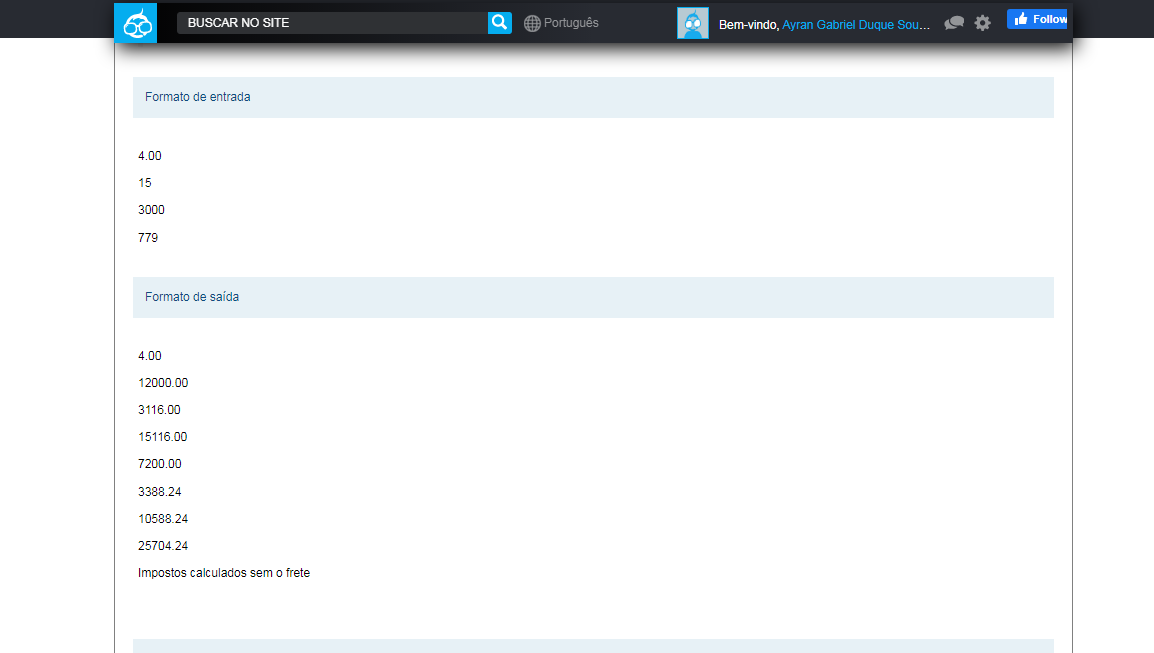 BUSCAR NO SITE
Português
Bem-vindo, Ayran Gabriel Duque Sou...
Follow
Formato de entrada
4.00
15
3000
779
Formato de saída
4.00
12000.00
3116.00
15116.00
7200.00
3388.24
10588.24
25704.24
Impostos calculados sem o frete